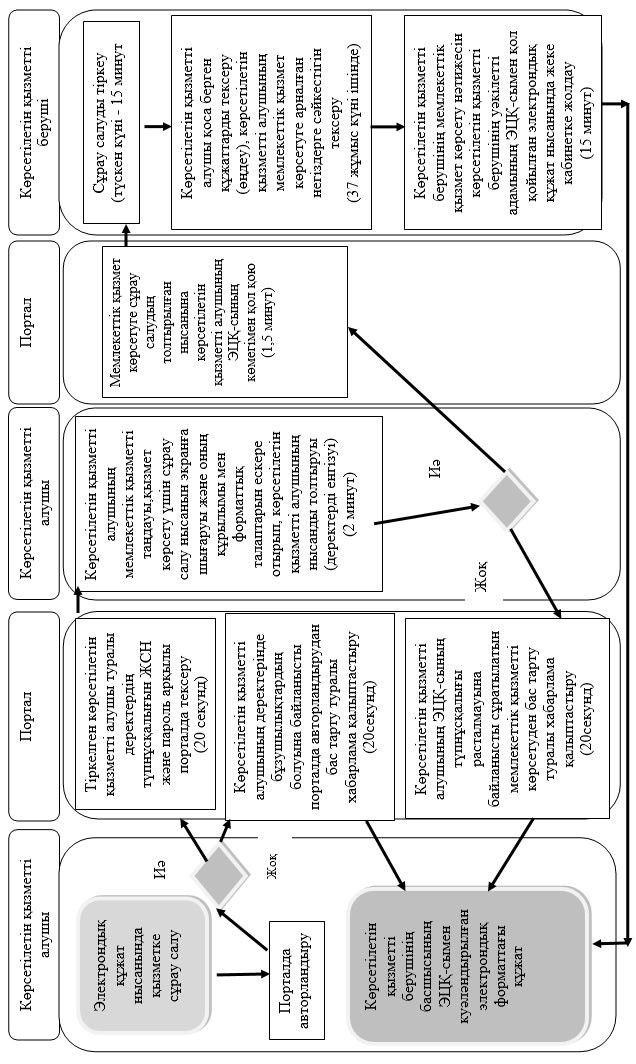 Көрсетілетін қызметті
алушы
Портал
Көрсетілетін қызметті
алушы
Портал
Көрсетілетін қызметті
беруші
Электрондық
құжат
нысанында
қызметке
сұрау салу
Порталда
авторландыру
Иә
Жоқ
Көрсетілетін
қызметті
берушінің
басшысының
ЭЦҚ-сымен
куәләндырылған
электрондық
форматтағы
құжат
Тіркелген көрсетілетін
қызметті алушы туралы
деректердің
түпнұсқалығын ЖСН
және пароль арқылы
порталда тексеру
(20 секунд)
Көрсетілетін қызметті
алушының деректерінде
бұзушылықтардың
болуына байланысты
порталда авторландырудан
бас тарту туралы
хабарлама қалыптастыру
(20секунд)
Көрсетілетін қызметті
алушының ЭЦҚ-сының
түпнұсқалығы
расталмауына
байланысты сұратылатын
мемлекеттік қызметті
көрсетуден бас тарту
туралы хабарлама
қалыптастыру
(20секунд)
Көрсетілетін қызметті
алушының
мемлекеттік қызметті
таңдауы,қызмет
көрсету үшін сұрау
салу нысанын экранға
шығаруы және оның
құрылымы мен
форматтық
талаптарын ескере
отырып, көрсетілетін
қызметті алушының
нысанды толтыруы
(деректерді енгізуі)
(2 минут)
Иә
Жоқ
Мемлекеттік қызмет
көрсетуге сұрау
салудың
толтырылған
нысанына
көрсетілетін
қызметті алушының
ЭЦҚ-сының
көмегімен қол қою
(1,5 минут)
Сұрау салуды тіркеу
(түскен күні - 15 минут
Көрсетілетін қызметті
алушы қоса берген
құжаттарды тексеру
(өңдеу), көрсетілетін
қызметті алушының
мемлекеттік қызмет
көрсетуге арналған
негіздерге сәйкестігін
тексеру
(37 жұмыс күні ішінде)
Көрсетілетін қызметті
берушінің мемлекеттік
қызмет көрсету нәтижесін
көрсетілетін қызметті
берушінің уәкілетті
адамының ЭЦҚ-сымен қол
қойылған электрондық
құжат нысанында жеке
кабинетке жолдау
(15 минут)